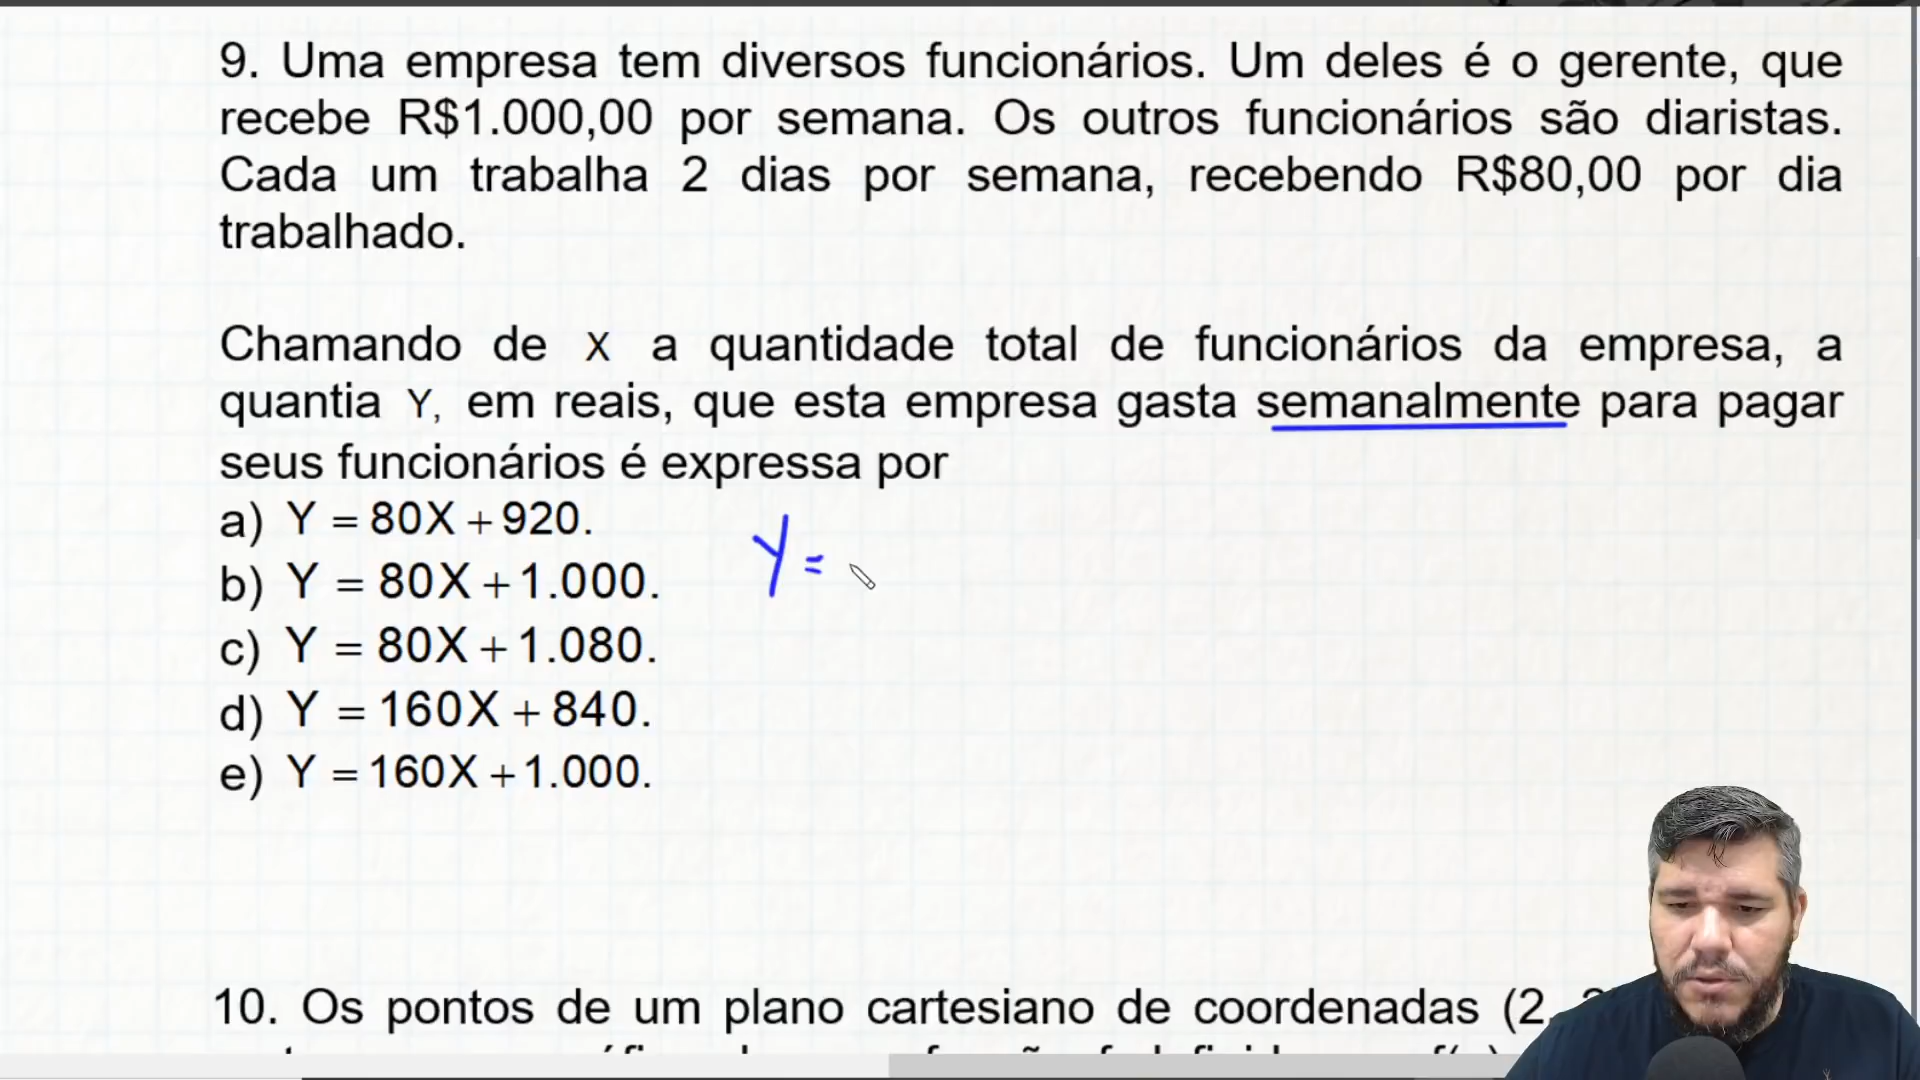 9. Uma empresa tem diversos funcionários. Um deles é o gerente, que
recebe R$1.000,00 por semana. Os outros funcionários são diaristas.
Cada um trabalha 2 dias por semana, recebendo R$80,00 por dia
trabalhado.
Chamando de X a quantidade total de funcionários da empresa, a
quantia Y, em reais, que esta empresa gasta semanalmente para pagar
seus funcionários é expressa por
a) Y = 80X + 920.
b) Y = 80X + 1.000.
c) Y = 80X + 1.080.
d) Y = 160X + 840.
e) Y = 160X + 1.000.
Y =
10. Os pontos de um plano cartesiano de coordenadas (2,